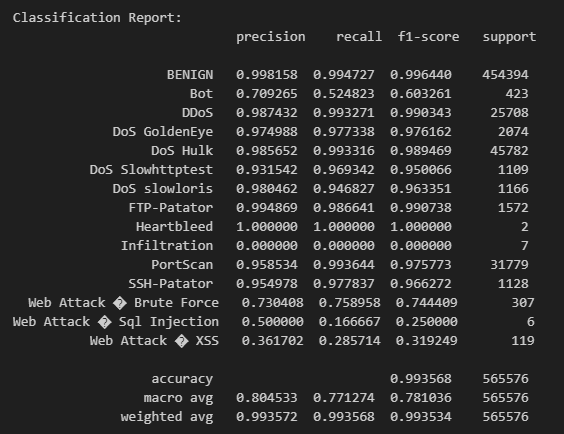 Classification Report:
precision recall f1-score support
BENIGN 0.998158 0.994727 0.996440 454394
Bot 0.709265 0.524823 0.603261 423
DDoS 0.987432 0.993271 0.990343 25708
DoS GoldenEye 0.974988 0.977338 0.976162 2074
DoS Hulk 0.985652 0.993316 0.989469 45782
DoS Slowhttptest 0.931542 0.969342 0.950066 1109
DoS slowloris 0.980462 0.946827 0.963351 1166
FTP-Patator 0.994869 0.986641 0.990738 1572
Heartbleed 1.000000 1.000000 1.000000 2
Infiltration 0.000000 0.000000 0.000000 7
PortScan 0.958534 0.993644 0.975773 31779
SSH-Patator 0.954978 0.977837 0.966272 1128
Web Attack � Brute Force 0.730408 0.758958 0.744409 307
Web Attack � Sql Injection 0.500000 0.166667 0.250000 6
Web Attack � XSS 0.361702 0.285714 0.319249 119
accuracy 0.993568 565576
macro avg 0.804533 0.771274 0.781036 565576
weighted avg 0.993572 0.993568 0.993534 565576